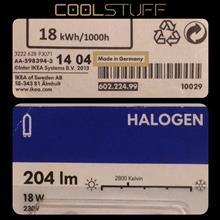 COOLSTUFF
18 kWh/1000h
3222 628 93071
AA-598394-3 14 04
©Inter IKEA Systems B.V. 2013
Made in Germany
IKEA of Sweden AB
SE-343 81 Älmhult
www.ikea.com
602.224.99
10029
HALOGEN
204 lm
2800 Kelvin
18W
230V